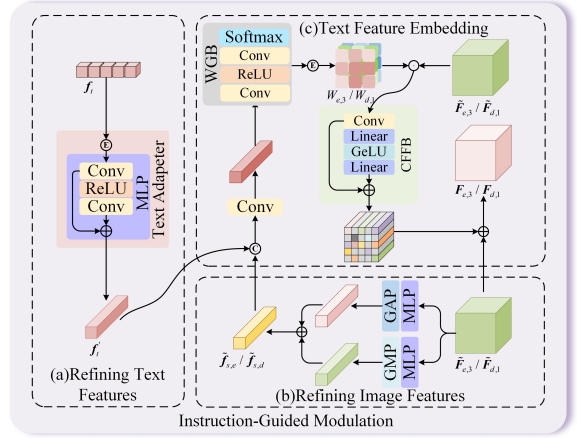 f_t
E
Conv
ReLU
Conv
MLP
Text Adapeter
f_t'
(a)Refining Text
Features
(c)Text Feature Embedding
WGB
Softmax
Conv
ReLU
Conv
E
W_{e,3} / W_{d,1}
F̃_{e,3} / F̃_{d,1}
Conv
Linear
GeLU
Linear
CFFB
F_{e,3} / F_{d,1}
Conv
C
f̃_{s,e} / f̃_{s,d}
GAP
MLP
GMP
MLP
F̃_{e,3} / F̃_{d,1}
(b)Refining Image Features
Instruction-Guided Modulation